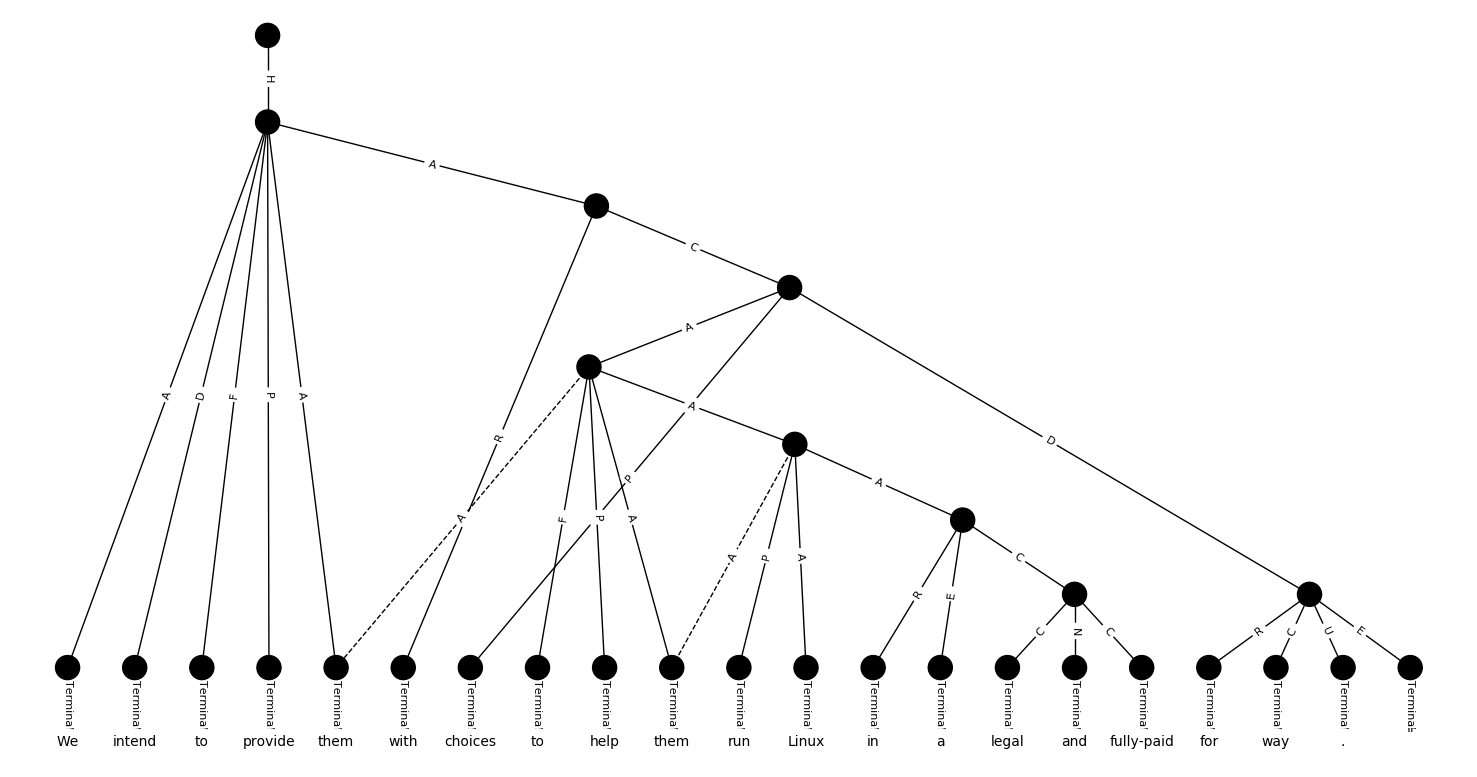 H
A
A
C
A
D
F
P
A
R
A
P
A
D
A
F
P
A
A
P
A
A
R
E
C
C
N
C
R
C
U
E
Terminal Terminal Terminal Terminal Terminal Terminal Terminal Terminal Terminal Terminal Terminal Terminal Terminal Terminal Terminal Terminal Terminal Terminal Terminal Terminal Terminal
We intend to provide them with choices to help them run Linux in a legal and fully-paid for way .